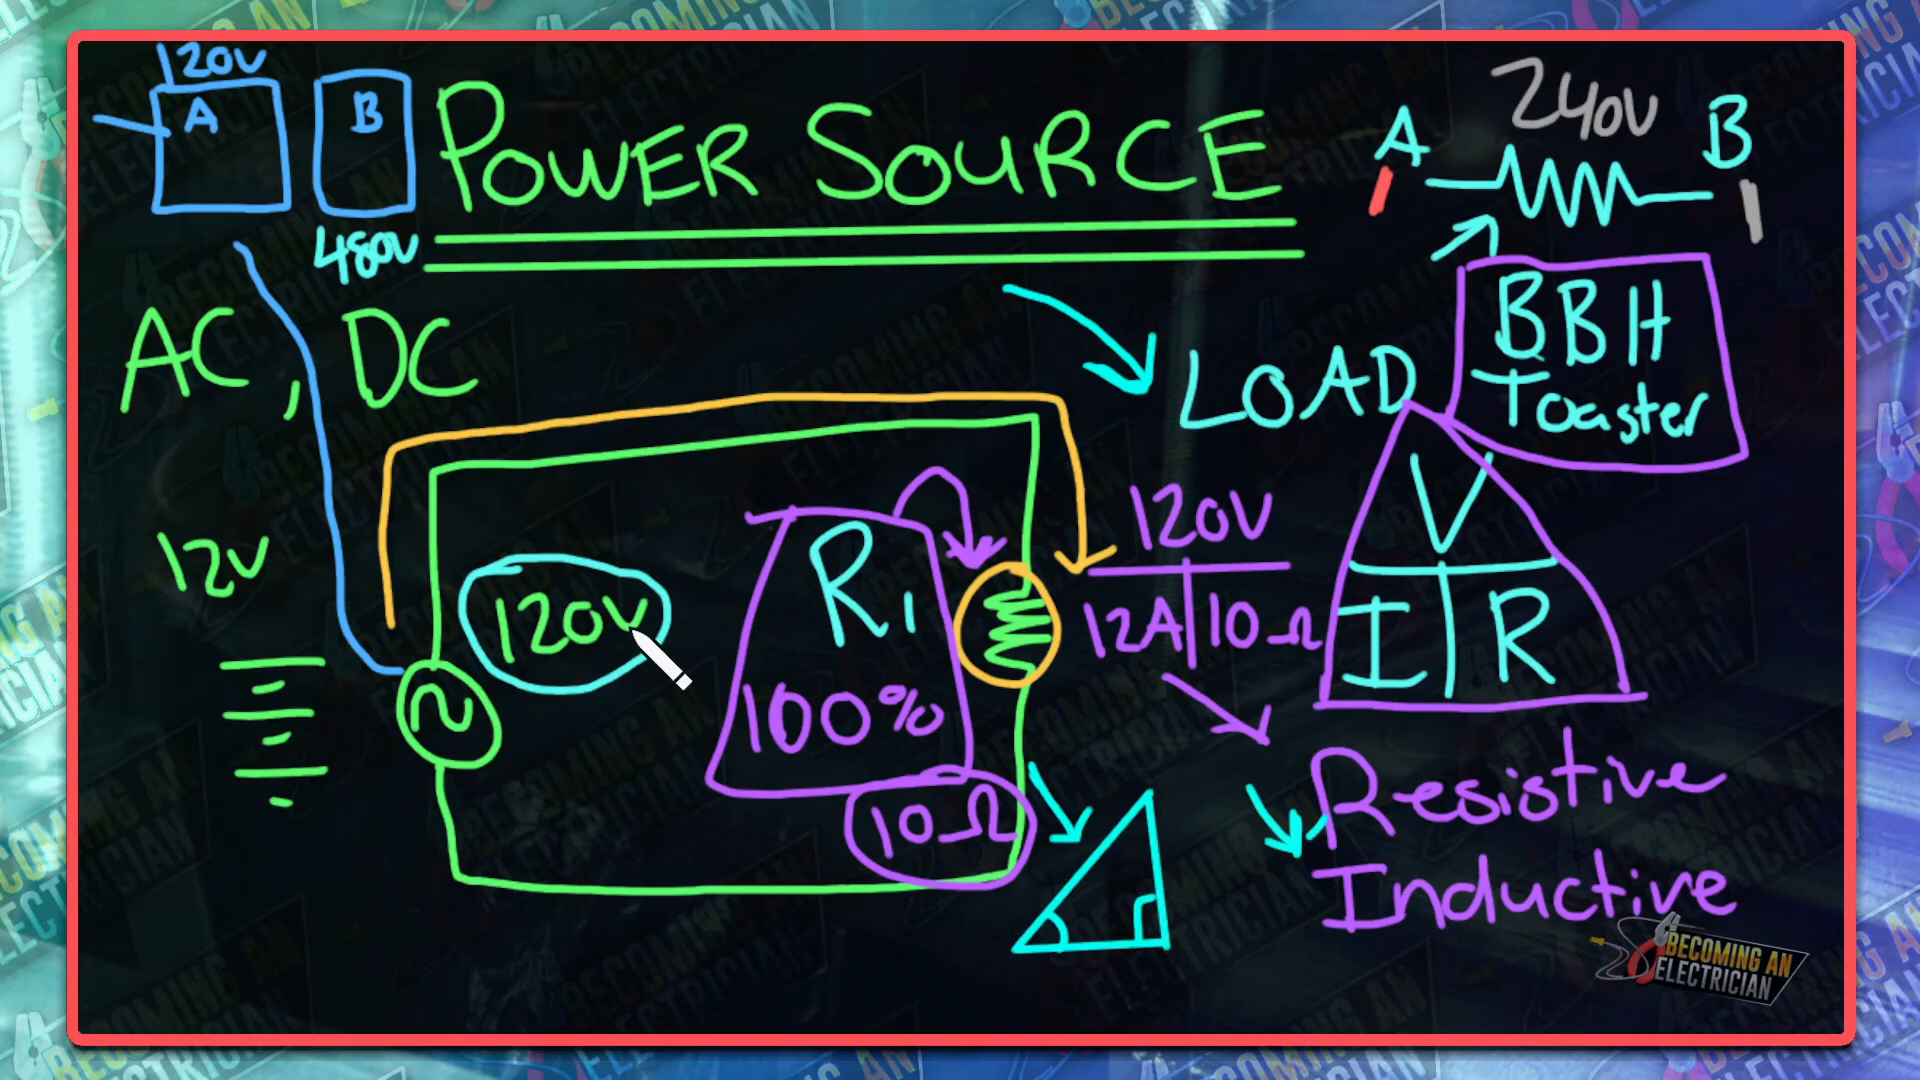 120V
A
B
480V
POWER SOURCE
A
240V
B
AC, DC
LOAD
BBH
Toaster
12V
120V
R1
100%
10Ω
120V
12A | 10Ω
V
I R
Resistive
Inductive
BECOMING AN
ELECTRICIAN